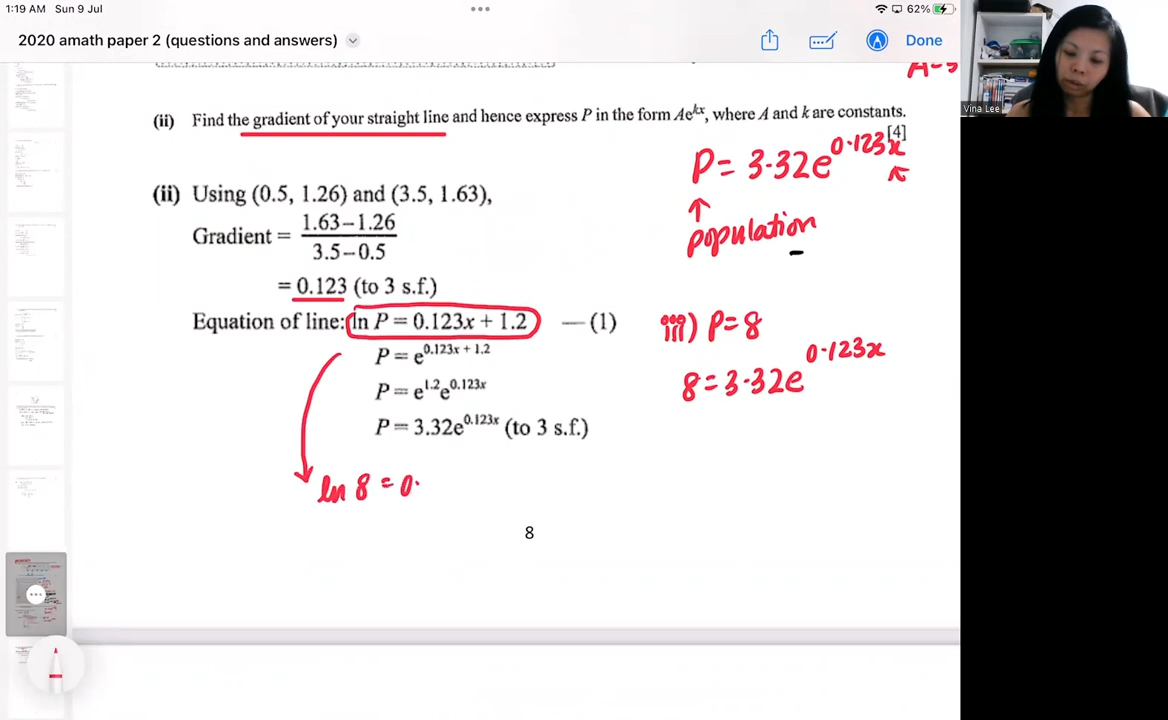 1:19 AM Sun 9 Jul
62%
2020 amath paper 2 (questions and answers)
Done
Vina Lee
(ii) Find the gradient of your straight line and hence express P in the form Ae^{kx}, where A and k are constants.
[4]
P = 3.32e^{0.123x}
population
(ii) Using (0.5, 1.26) and (3.5, 1.63),
Gradient = \frac{1.63-1.26}{3.5-0.5}
= 0.123 (to 3 s.f.)
Equation of line: ln P = 0.123x + 1.2 —(1)
P = e^{0.123x + 1.2}
P = e^{1.2}e^{0.123x}
P = 3.32e^{0.123x} (to 3 s.f.)
iii) P=8
8 = 3.32e^{0.123x}
ln 8 = 0.
8